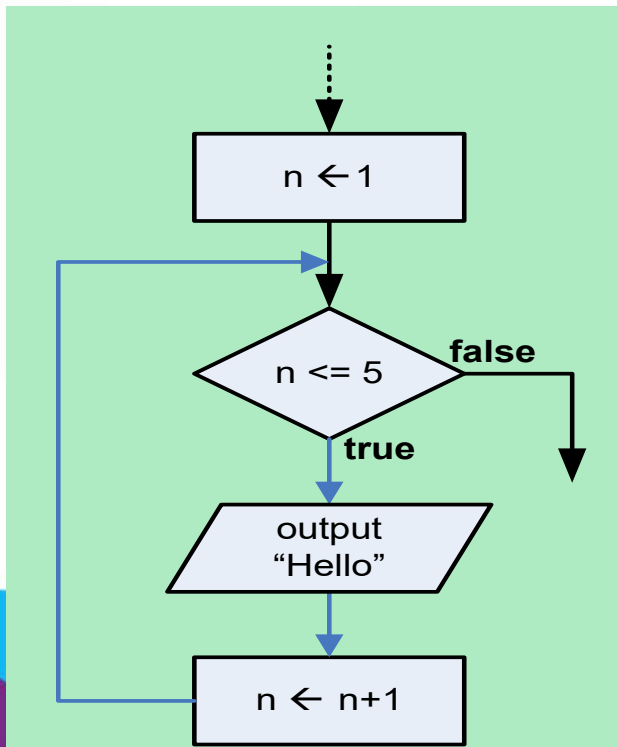 n ← 1
n <= 5
false
true
output
“Hello”
n ← n+1